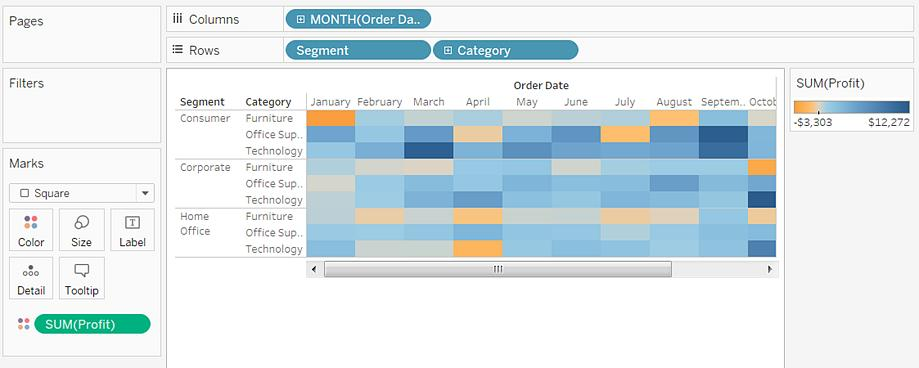 Pages
Columns
MONTH(Order Da..
Rows
Segment
Category
Filters
Marks
Square
Color
Size
Label
Detail
Tooltip
SUM(Profit)
Order Date
Segment Category January February March April May June July August Septem.. Octob
Consumer Furniture
Office Sup..
Technology
Corporate Furniture
Office Sup..
Technology
Home Furniture
Office Office Sup..
Technology
SUM(Profit)
-$3,303 $12,272